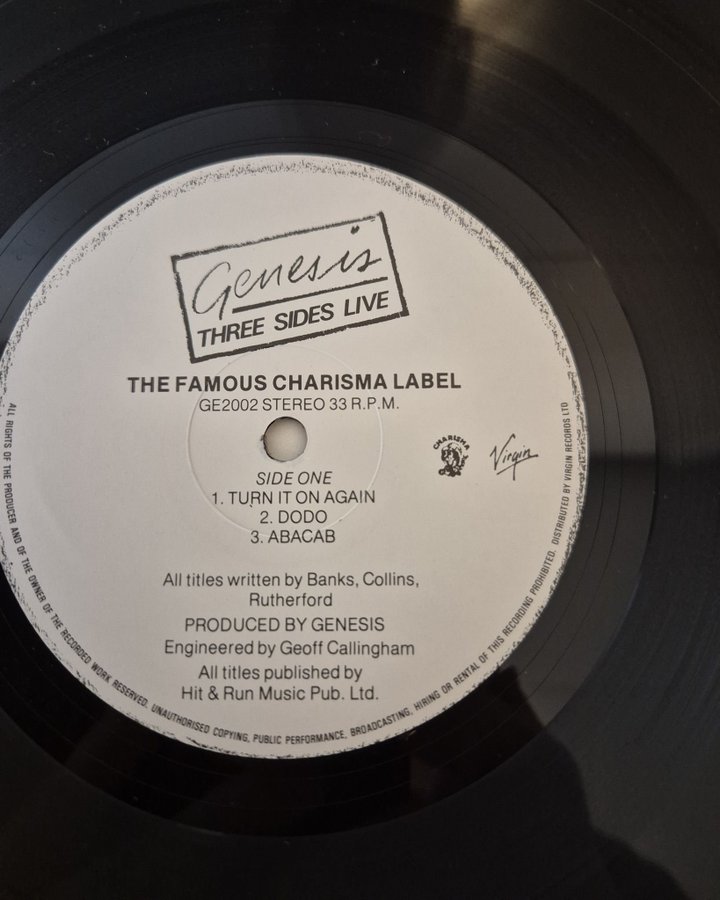 Genesis
THREE SIDES LIVE
THE FAMOUS CHARISMA LABEL
GE2002 STEREO 33 R.P.M.
CHARISMA
Virgin
SIDE ONE
1. TURN IT ON AGAIN
2. DODO
3. ABACAB
All titles written by Banks, Collins,
Rutherford
PRODUCED BY GENESIS
Engineered by Geoff Callingham
All titles published by
Hit & Run Music Pub. Ltd.
ALL RIGHTS OF THE PRODUCER AND OF THE OWNER OF THE RECORDED WORK RESERVED. UNAUTHORISED COPYING, PUBLIC PERFORMANCE, BROADCASTING, HIRING OR RENTAL OF THIS RECORDING PROHIBITED. DISTRIBUTED BY VIRGIN RECORDS LTD